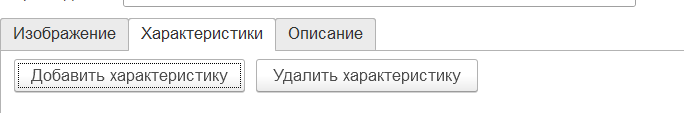 Изображение Характеристики Описание
Добавить характеристику Удалить характеристику